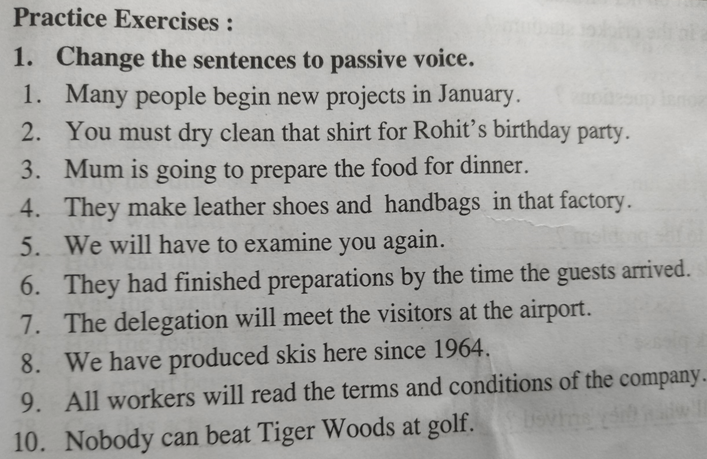 Practice Exercises :
1. Change the sentences to passive voice.
1. Many people begin new projects in January.
2. You must dry clean that shirt for Rohit's birthday party.
3. Mum is going to prepare the food for dinner.
4. They make leather shoes and handbags in that factory.
5. We will have to examine you again.
6. They had finished preparations by the time the guests arrived.
7. The delegation will meet the visitors at the airport.
8. We have produced skis here since 1964.
9. All workers will read the terms and conditions of the company.
10. Nobody can beat Tiger Woods at golf.